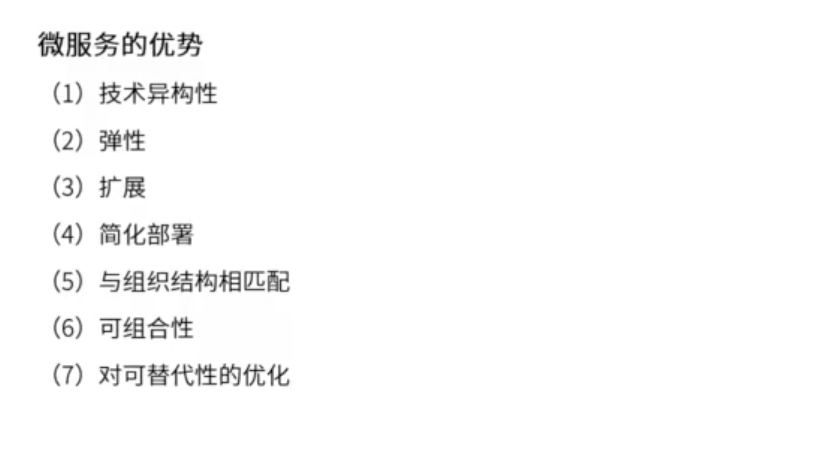 微服务的优势
（1）技术异构性
（2）弹性
（3）扩展
（4）简化部署
（5）与组织结构相匹配
（6）可组合性
（7）对可替代性的优化